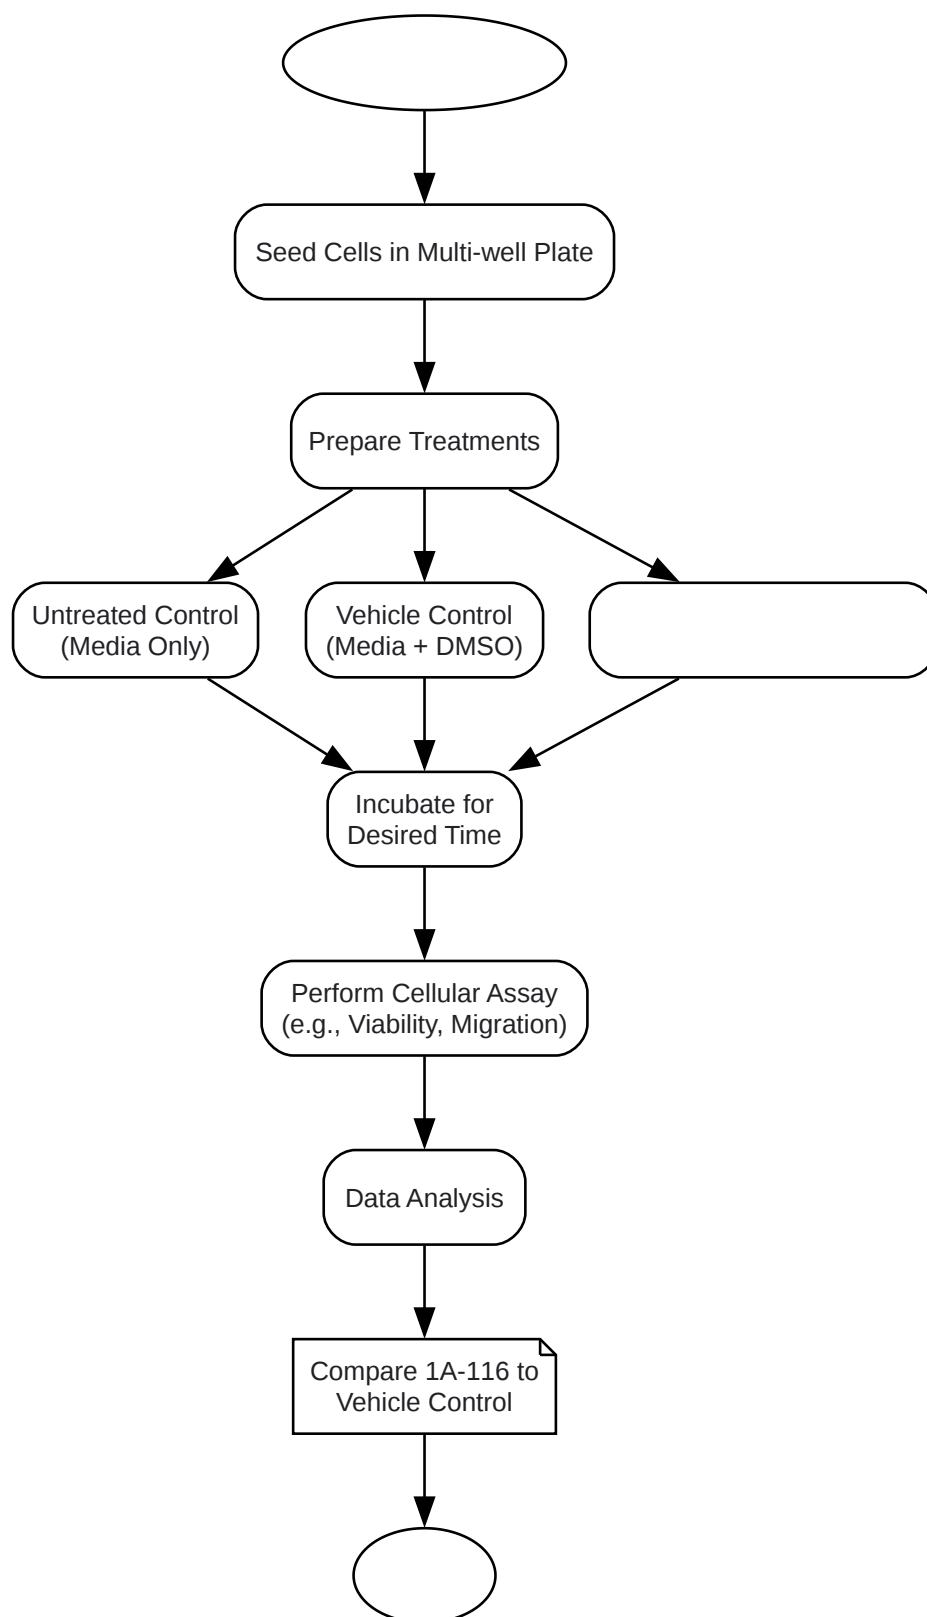 Seed Cells in Multi-well Plate
Prepare Treatments
Untreated Control
(Media Only)
Vehicle Control
(Media + DMSO)
Incubate for
Desired Time
Perform Cellular Assay
(e.g., Viability, Migration)
Data Analysis
Compare 1A-116 to
Vehicle Control